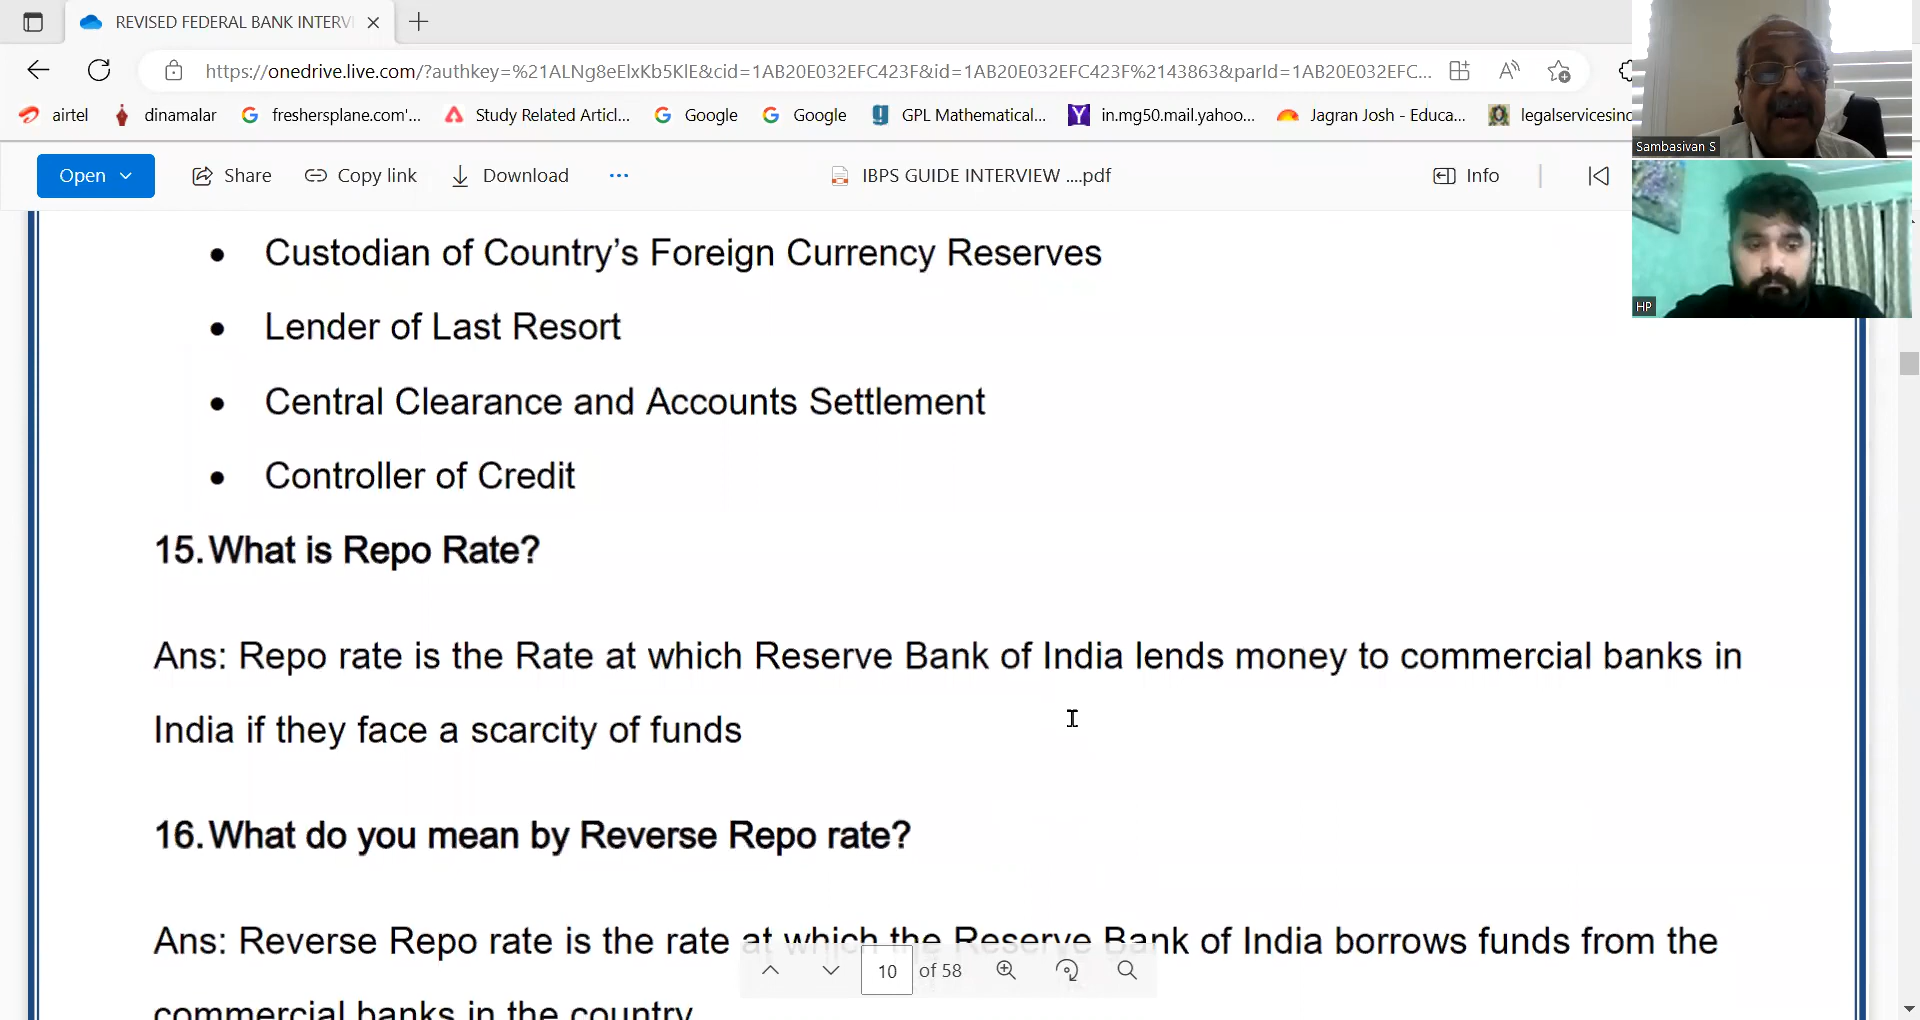 REVISED FEDERAL BANK INTERV
https://onedrive.live.com/?authkey=%21ALNg8eElxKb5KlE&cid=1AB20E032EFC423F&id=1AB20E032EFC423F%2143863&parId=1AB20E032EFC...
airtel dinamalar freshersplane.com'... Study Related Articl... Google Google GPL Mathematical... in.mg50.mail.yahoo... Jagran Josh - Educa... legalservicesinc
Sambasivan S
Open Share Copy link Download ... IBPS GUIDE INTERVIEW ....pdf Info
HP
• Custodian of Country’s Foreign Currency Reserves
• Lender of Last Resort
• Central Clearance and Accounts Settlement
• Controller of Credit
15. What is Repo Rate?
Ans: Repo rate is the Rate at which Reserve Bank of India lends money to commercial banks in
India if they face a scarcity of funds
16. What do you mean by Reverse Repo rate?
Ans: Reverse Repo rate is the rate at which the Reserve Bank of India borrows funds from the
10 of 58
commercial banks in the country